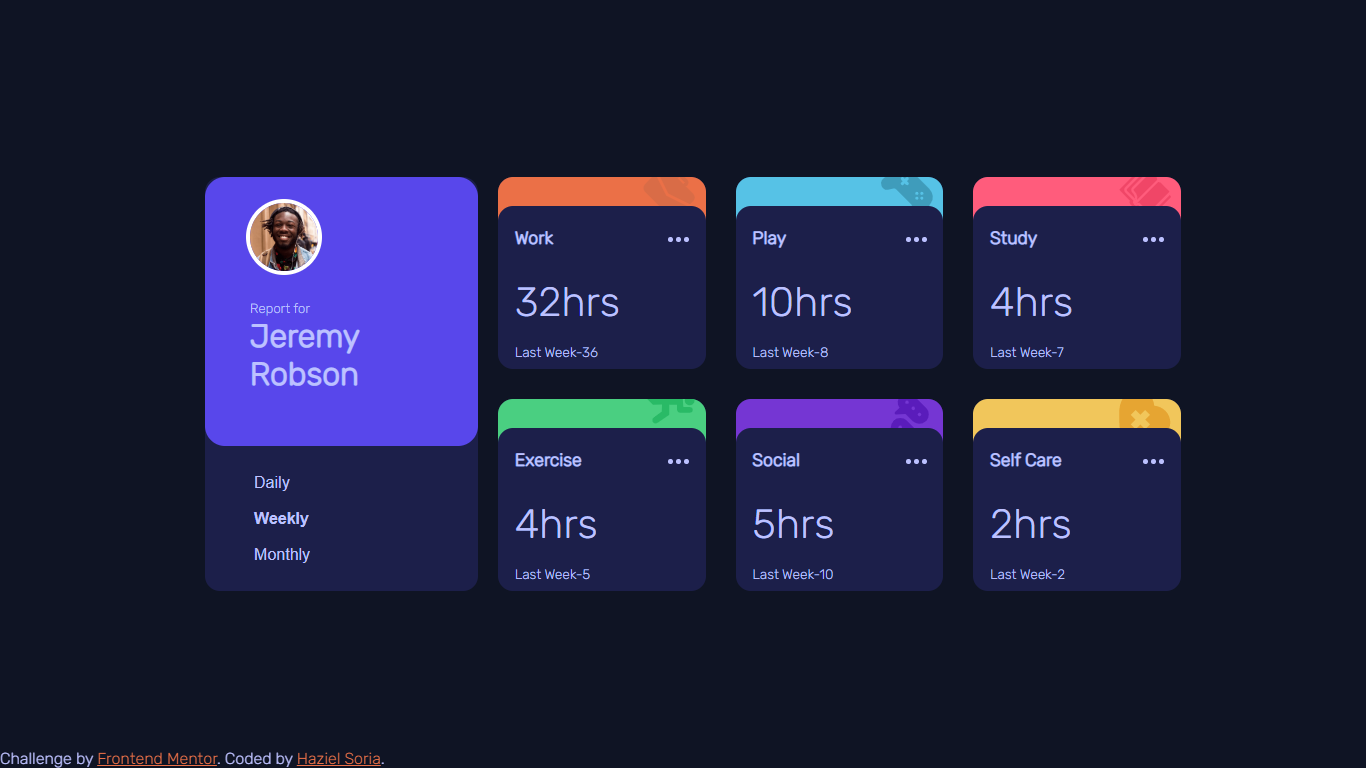 Report for
Jeremy
Robson
Daily
Weekly
Monthly
Work
32hrs
Last Week-36
Play
10hrs
Last Week-8
Study
4hrs
Last Week-7
Exercise
4hrs
Last Week-5
Social
5hrs
Last Week-10
Self Care
2hrs
Last Week-2
Challenge by Frontend Mentor. Coded by Haziel Soria.